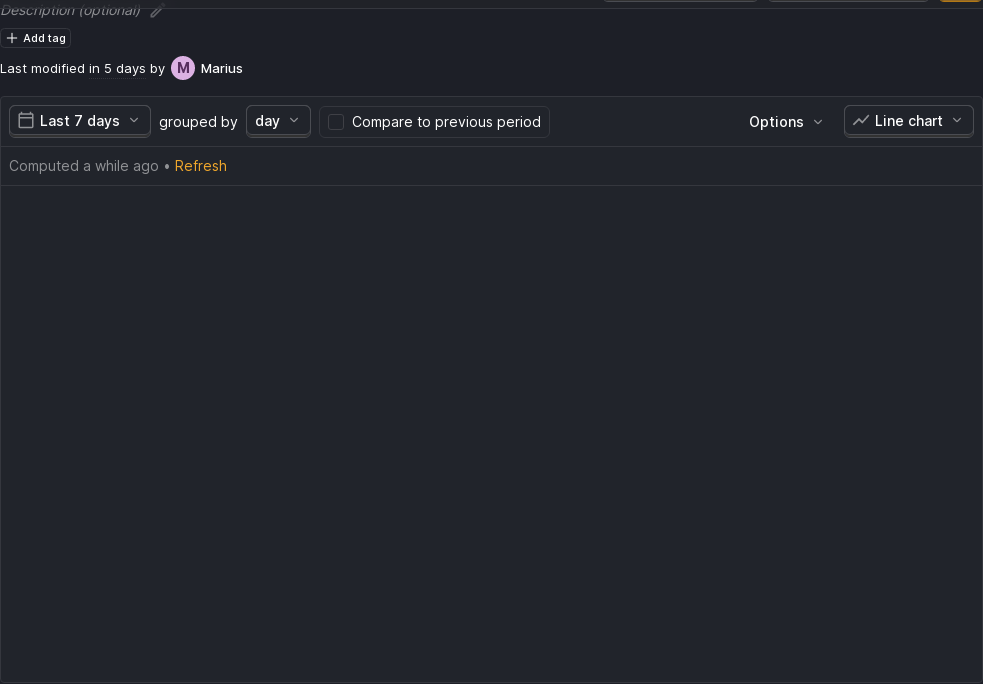 Description (optional)
Add tag
Last modified in 5 days by M Marius
Last 7 days grouped by day Compare to previous period Options Line chart
Computed a while ago • Refresh